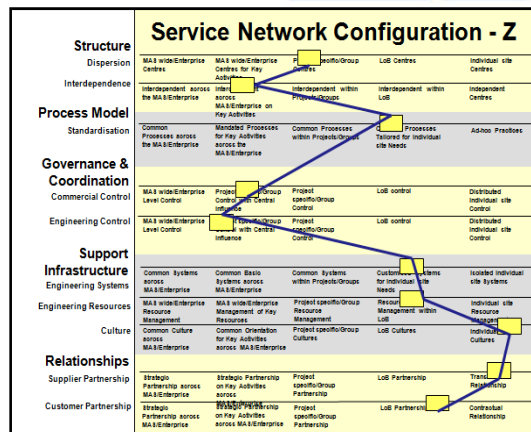 Service Network Configuration - Z
Structure
Dispersion
MAS wide/Enterprise
Centres
MAS wide/Enterprise
Centres for Key
Activities
specific/Group
Centres
LoB Centres
Individual site
Centres
Interdependence
Interdependent across
the MAS/Enterprise
across
MAS/Enterprise on
Key Activities
Interdependent within
Projects/Groups
Interdependent within
LoB
Independent
Centres
Process Model
Standardisation
Common
Processes across
the MAS/Enterprise
Mandated Processes
for Key Activities
across the
MAS/Enterprise
Common Processes
within Projects/Groups
Processes
Tailored for Individual
site Needs
Ad-hoc Practices
Governance &
Coordination
Commercial Control
MAS wide/Enterprise
Level Control
Control with Central
Influence
Project
specific/Group
Control
LoB control
Distributed
Individual site
Control
Engineering Control
MAS wide/Enterprise
Level Control
specific/Group
with Central
Influence
Project
specific/Group
Control
LoB control
Distributed
Individual site
Control
Support
Infrastructure
Engineering Systems
Common Systems
across
MAS/Enterprise
Common Basic
Systems across
MAS/Enterprise
Common Systems
within Projects/Groups
for Individual site
Needs
Isolated Individual
site Systems
Engineering Resources
MAS wide/Enterprise
Resource
Management
MAS wide/Enterprise
Management of Key
Resources
Project specific/Group
Resource
Management
Management within
LoB
Individual site
Resource
Culture
Common Culture
across
MAS/Enterprise
Common Orientation
for Key Activities
across MAS/Enterprise
Project specific/Group
Cultures
LoB Cultures
Cultures
Relationships
Supplier Partnership
Strategic
Partnership across
MAS/Enterprise
Strategic Partnership
on Key Activities
across
MAS/Enterprise
Project
specific/Group
Partnership
LoB Partnership
Relationship
Customer Partnership
Strategic
Partnership across
MAS/Enterprise
Strategic Partnership
on Key Activities
across MAS/Enterprise
Project
specific/Group
Partnership
LoB
Contractual
Relationship